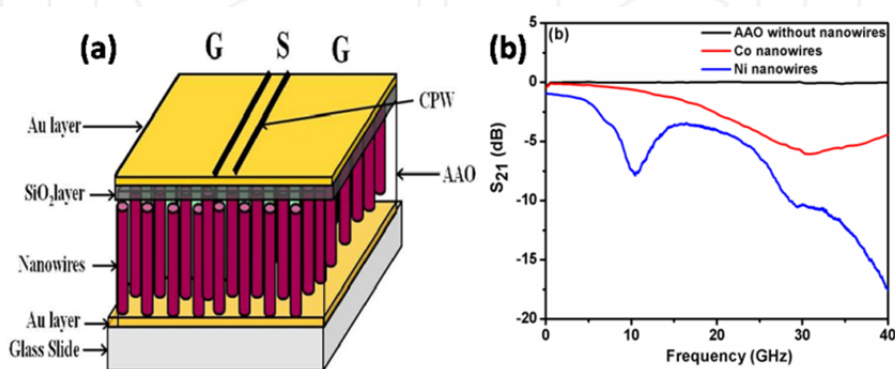 (a)
G S G
CPW
Au layer
AAO
SiO₂layer
Nanowires
Au layer
Glass Slide
(b)
(b)
AAO without nanowires
Co nanowires
Ni nanowires
5
0
-5
-10
-15
-20
S₂₁ (dB)
0 10 20 30 40
Frequency (GHz)